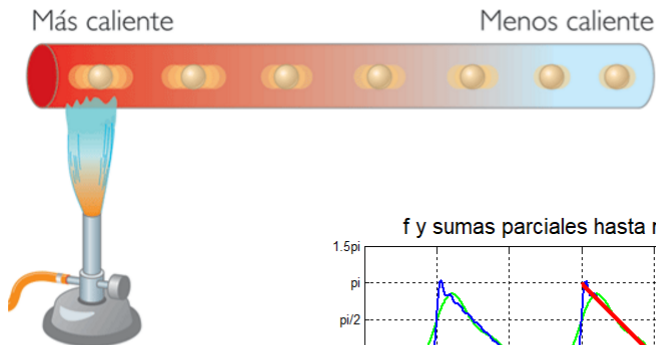 Más caliente
Menos caliente
f y sumas parciales hasta
1.5pi
pi
pi/2